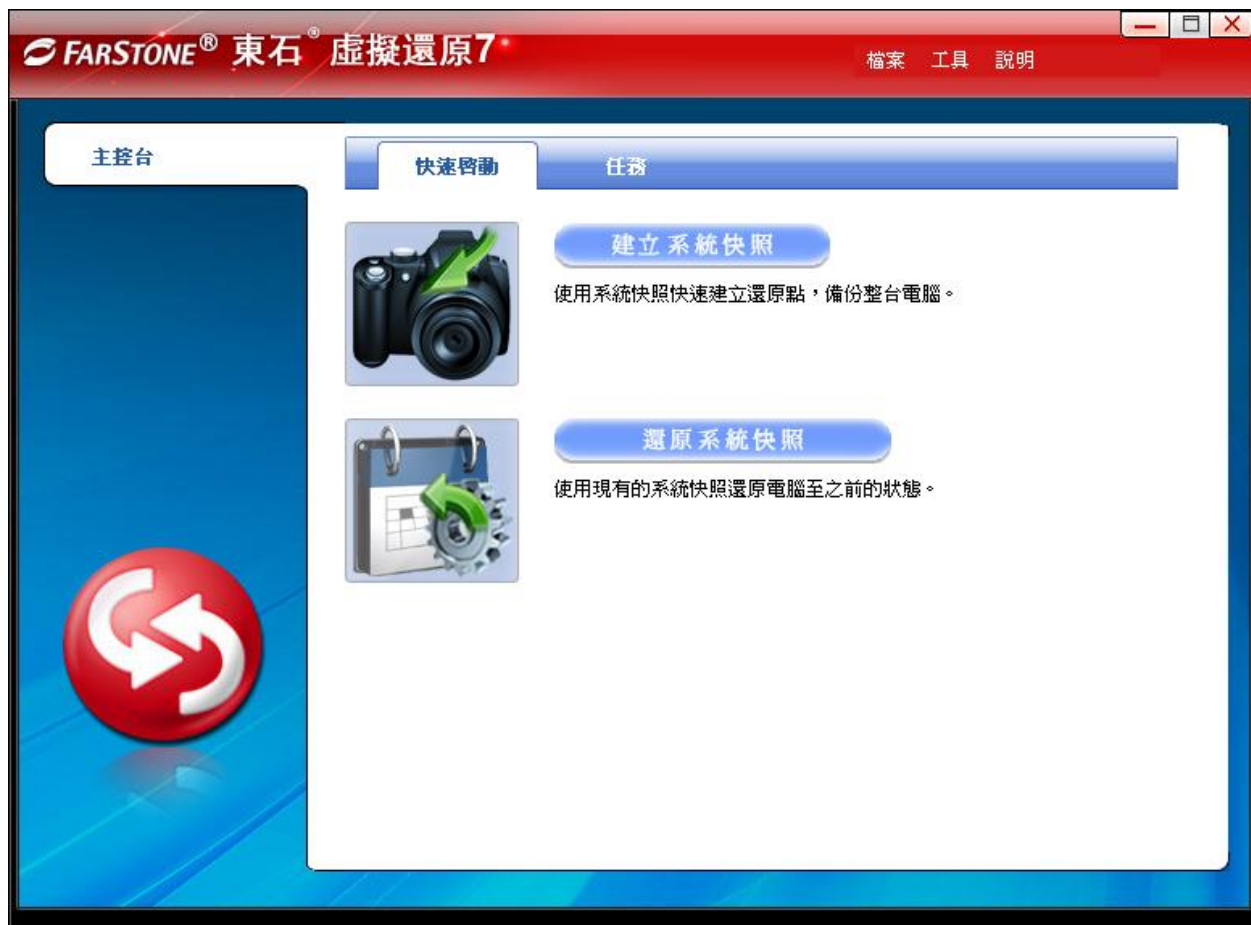 FARSTONE® 東石® 虛擬還原7
檔案 工具 說明
主控台
快速啓動 任務
建立系統快照
使用系統快照快速建立還原點，備份整台電腦。
還原系統快照
使用現有的系統快照還原電腦至之前的狀態。